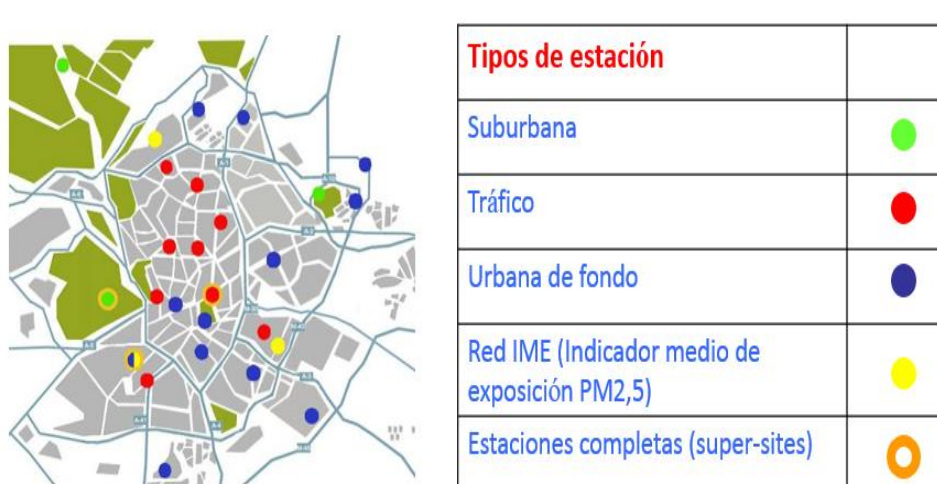 Tipos de estación
Suburbana
Tráfico
Urbana de fondo
Red IME (Indicador medio de
exposición PM2,5)
Estaciones completas (super-sites)